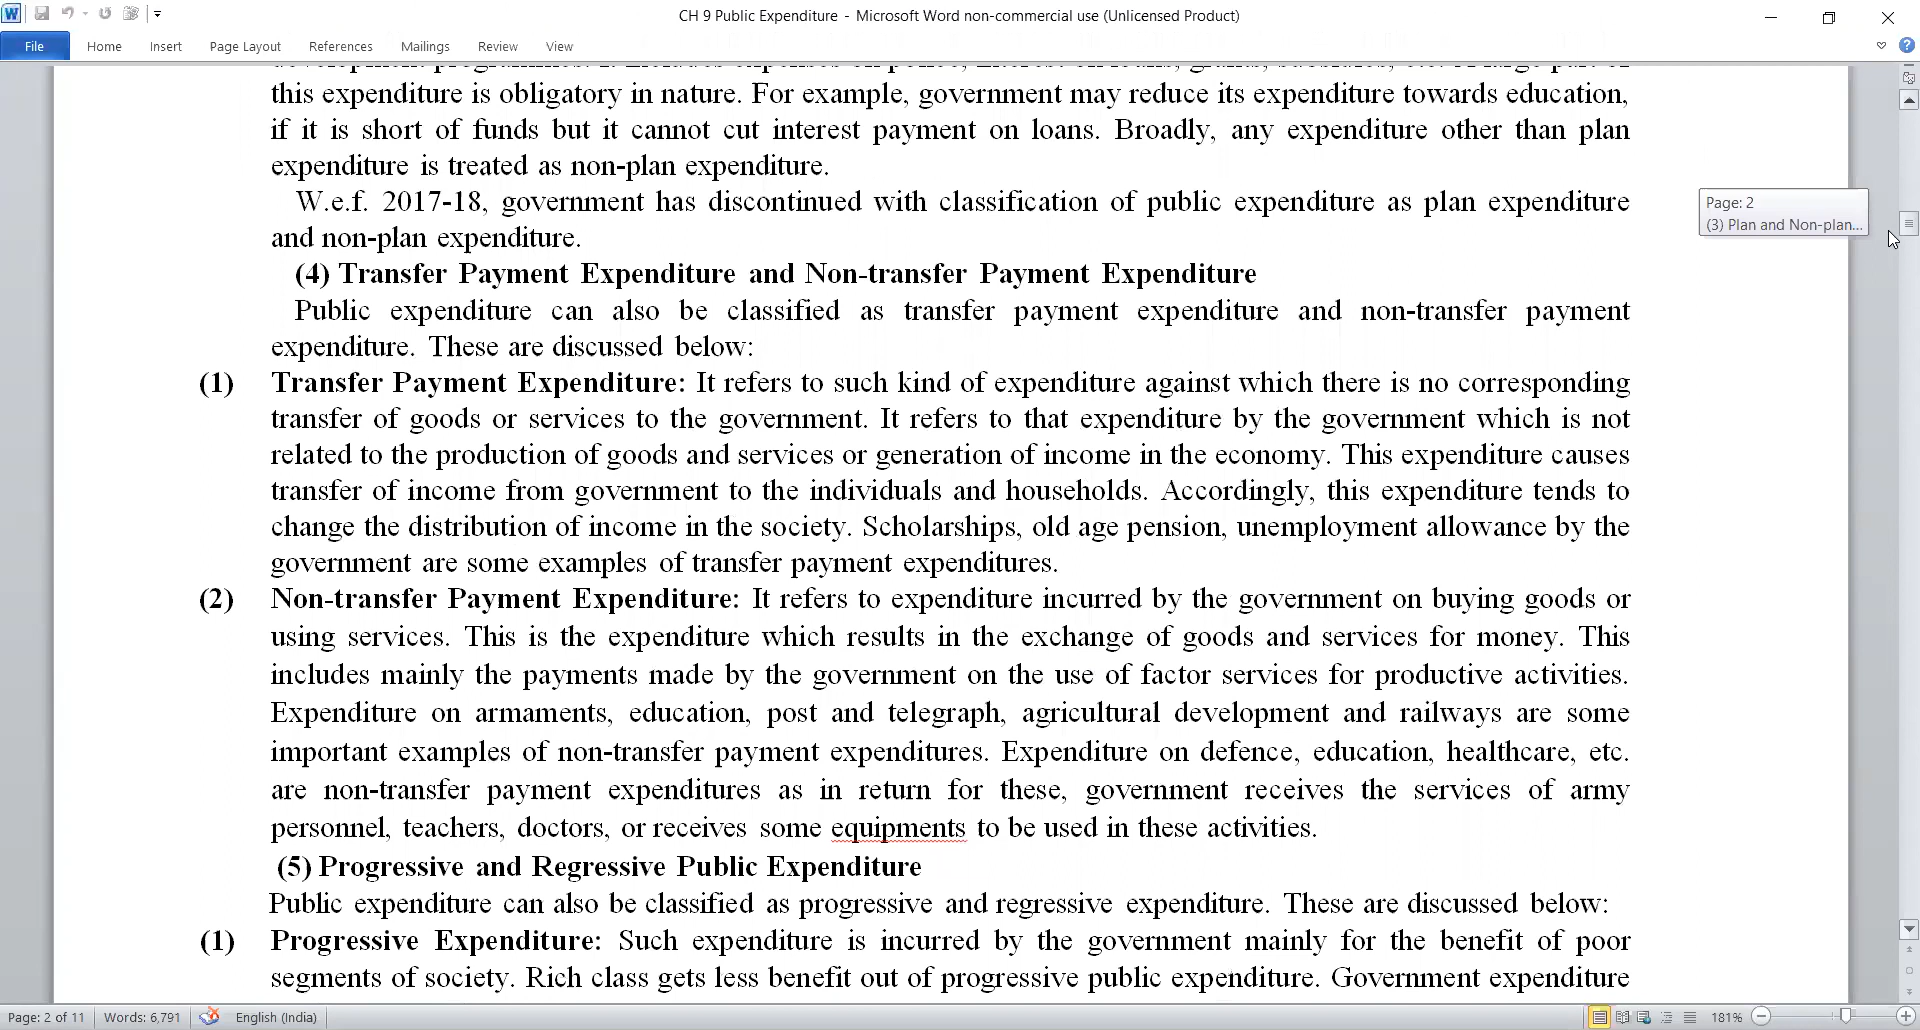 CH 9 Public Expenditure - Microsoft Word non-commercial use (Unlicensed Product)
File Home Insert Page Layout References Mailings Review View
this expenditure is obligatory in nature. For example, government may reduce its expenditure towards education,
if it is short of funds but it cannot cut interest payment on loans. Broadly, any expenditure other than plan
expenditure is treated as non-plan expenditure.
W.e.f. 2017-18, government has discontinued with classification of public expenditure as plan expenditure
and non-plan expenditure.
Page: 2
(3) Plan and Non-plan...
(4) Transfer Payment Expenditure and Non-transfer Payment Expenditure
Public expenditure can also be classified as transfer payment expenditure and non-transfer payment
expenditure. These are discussed below:
(1) Transfer Payment Expenditure: It refers to such kind of expenditure against which there is no corresponding
transfer of goods or services to the government. It refers to that expenditure by the government which is not
related to the production of goods and services or generation of income in the economy. This expenditure causes
transfer of income from government to the individuals and households. Accordingly, this expenditure tends to
change the distribution of income in the society. Scholarships, old age pension, unemployment allowance by the
government are some examples of transfer payment expenditures.
(2) Non-transfer Payment Expenditure: It refers to expenditure incurred by the government on buying goods or
using services. This is the expenditure which results in the exchange of goods and services for money. This
includes mainly the payments made by the government on the use of factor services for productive activities.
Expenditure on armaments, education, post and telegraph, agricultural development and railways are some
important examples of non-transfer payment expenditures. Expenditure on defence, education, healthcare, etc.
are non-transfer payment expenditures as in return for these, government receives the services of army
personnel, teachers, doctors, or receives some equipments to be used in these activities.
(5) Progressive and Regressive Public Expenditure
Public expenditure can also be classified as progressive and regressive expenditure. These are discussed below:
(1) Progressive Expenditure: Such expenditure is incurred by the government mainly for the benefit of poor
segments of society. Rich class gets less benefit out of progressive public expenditure. Government expenditure
Page: 2 of 11 Words: 6,791 English (India) 181%